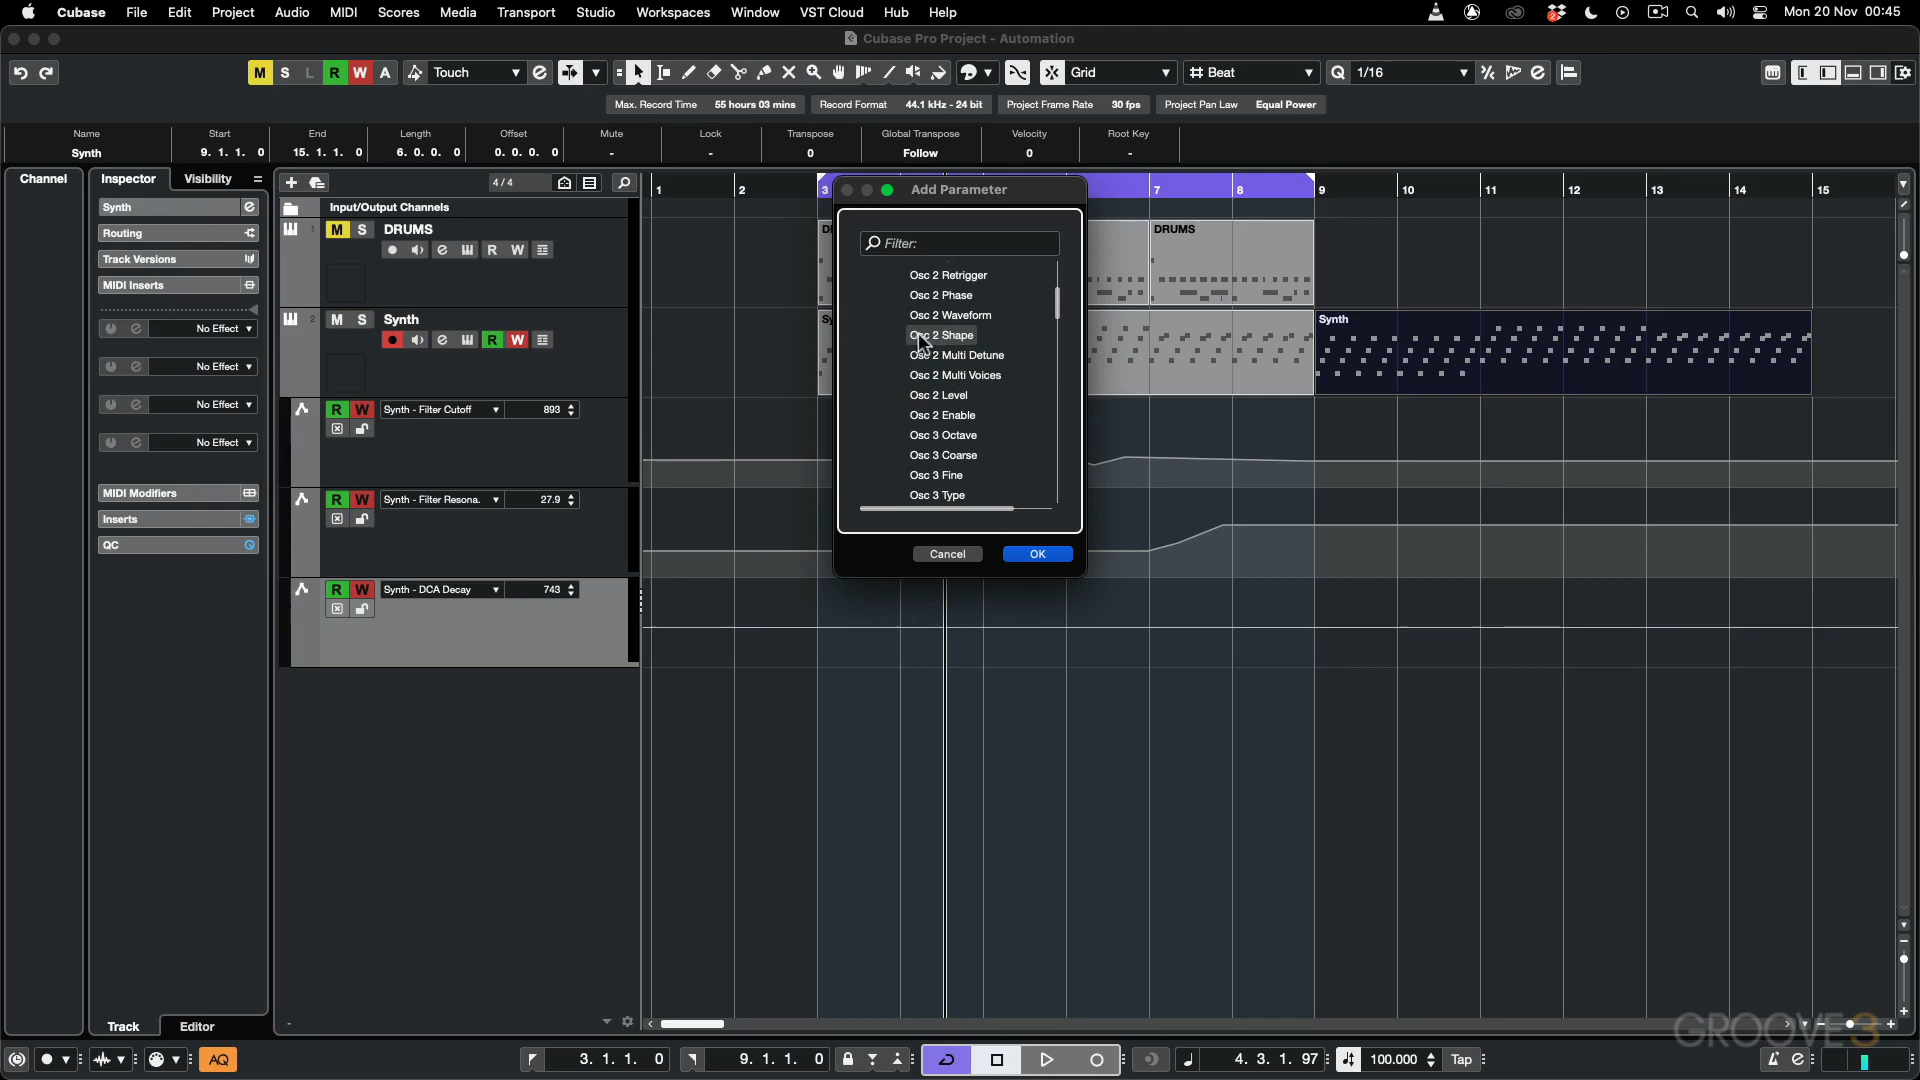 Cubase File Edit Project Audio MIDI Scores Media Transport Studio Workspaces Window VST Cloud Hub Help Mon 20 Nov 00:45
Cubase Pro Project - Automation
M S L R W A Touch Grid Beat Q 1/16
Max. Record Time 55 hours 03 mins Record Format 44.1 kHz - 24 bit Project Frame Rate 30 fps Project Pan Law Equal Power
Name Start End Length Offset Mute Lock Transpose Global Transpose Velocity Root Key
Synth 9. 1. 1. 0 15. 1. 1. 0 6. 0. 0. 0 0. 0. 0. 0 - - 0 Follow 0 -
Channel Inspector Visibility 4/4 1 2 3 7 8 9 10 11 12 13 14 15
Add Parameter
Synth
Routing
Track Versions
MIDI Inserts
No Effect
No Effect
No Effect
No Effect
MIDI Modifiers
Inserts
QC
Input/Output Channels
1 M S DRUMS
R W
2 M S Synth
R W
R W Synth - Filter Cutoff 893
R W Synth - Filter Resona. 27.9
R W Synth - DCA Decay 743
Filter:
Osc 2 Retrigger
Osc 2 Phase
Osc 2 Waveform
Osc 2 Shape
Osc 2 Multi Detune
Osc 2 Multi Voices
Osc 2 Level
Osc 2 Enable
Osc 3 Octave
Osc 3 Coarse
Osc 3 Fine
Osc 3 Type
Cancel OK
DRUMS
Synth
Track Editor
GROOVE3
AQ 3. 1. 1. 0 9. 1. 1. 0 4. 3. 1. 97 100.000 Tap